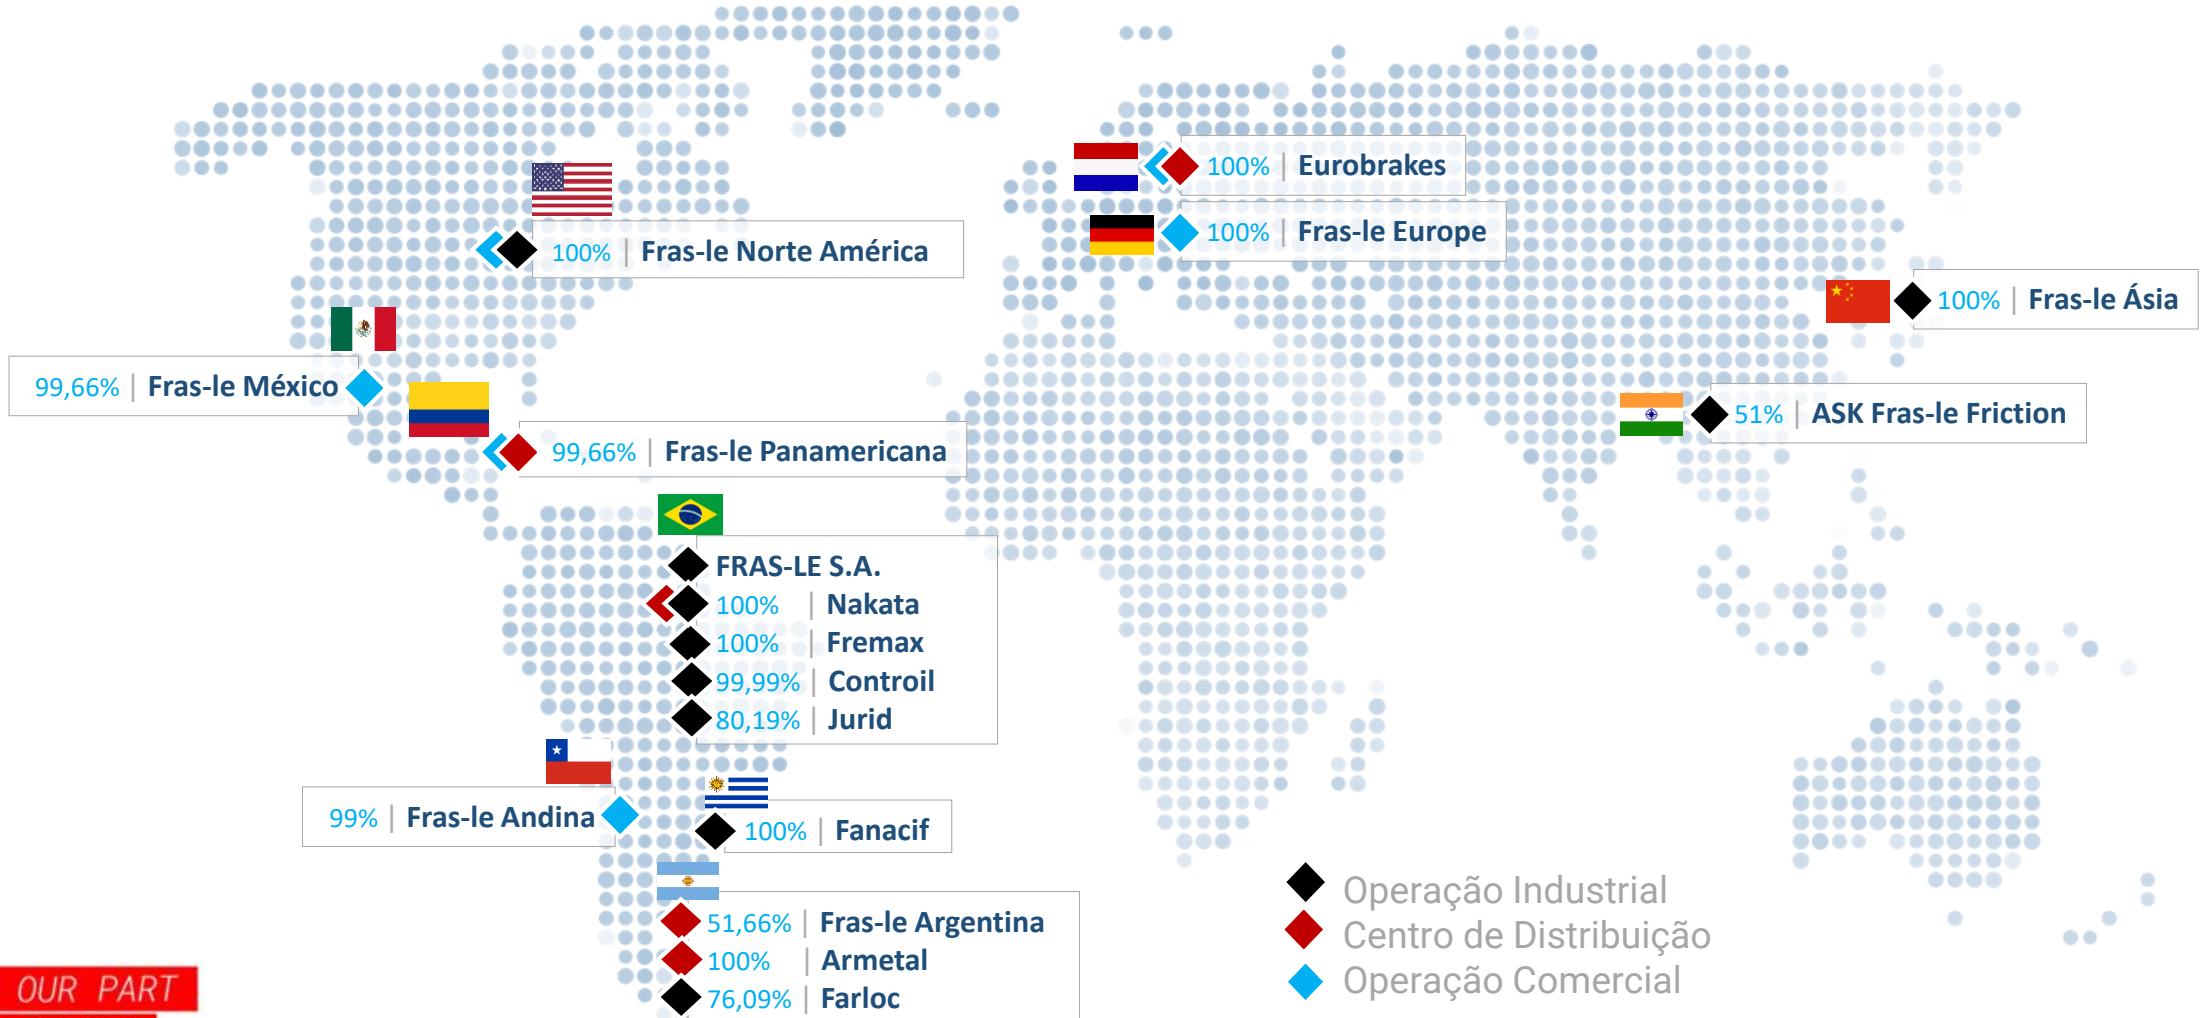 100% | Eurobrakes
100% | Fras-le Europe
100% | Fras-le Norte América
100% | Fras-le Ásia
99,66% | Fras-le México
51% | ASK Fras-le Friction
99,66% | Fras-le Panamericana
FRAS-LE S.A.
100% | Nakata
100% | Fremax
99,99% | Controil
80,19% | Jurid
99% | Fras-le Andina
100% | Fanacif
51,66% | Fras-le Argentina
100% | Armetal
76,09% | Farloc
Operação Industrial
Centro de Distribuição
Operação Comercial
OUR PART